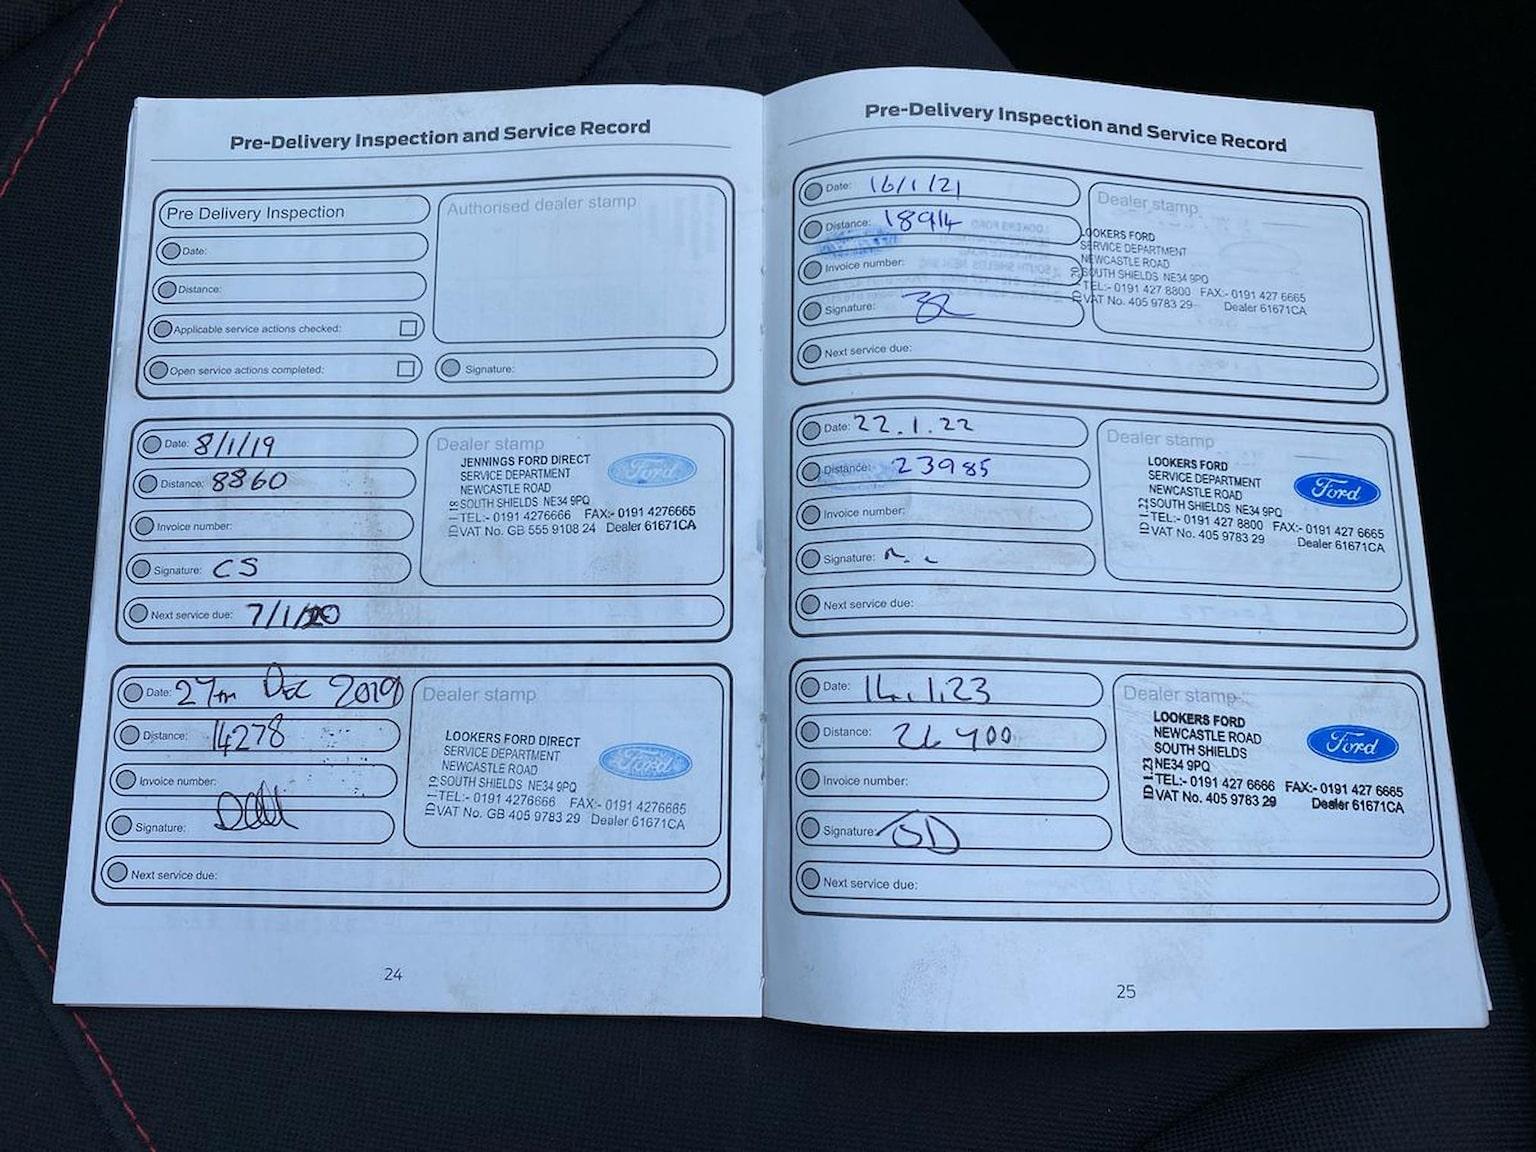 Pre-Delivery Inspection and Service Record
Pre Delivery Inspection
Authorised dealer stamp
Date:
Distance:
Applicable service actions checked:
Open service actions completed:
Signature:
Date: 8/1/19
Distance: 8860
Invoice number:
Signature: CS
Next service due: 7/1/20
Dealer stamp
JENNINGS FORD DIRECT
SERVICE DEPARTMENT
NEWCASTLE ROAD
SOUTH SHIELDS NE34 9PQ
TEL:- 0191 4276666 FAX:- 0191 4276665
VAT No. GB 555 9108 24 Dealer 61671CA
Ford
Date: 27TH Dec 2019
Distance: 14278
Invoice number:
Signature:
Next service due:
Dealer stamp
LOOKERS FORD DIRECT
SERVICE DEPARTMENT
NEWCASTLE ROAD
SOUTH SHIELDS NE34 9PQ
TEL:- 0191 4276666 FAX:- 0191 4276665
VAT No. GB 405 9783 29 Dealer 61671CA
Ford
24
Pre-Delivery Inspection and Service Record
Date: 16/1/21
Distance: 18914
Invoice number:
Signature:
Next service due:
Dealer stamp
LOOKERS FORD
SERVICE DEPARTMENT
NEWCASTLE ROAD
SOUTH SHIELDS NE34 9PQ
TEL:- 0191 427 8800 FAX:- 0191 427 6665
VAT No. 405 9783 29 Dealer 61671CA
Date: 22.1.22
Distance: 23985
Invoice number:
Signature:
Next service due:
Dealer stamp
LOOKERS FORD
SERVICE DEPARTMENT
NEWCASTLE ROAD
SOUTH SHIELDS NE34 9PQ
TEL:- 0191 427 8800 FAX:- 0191 427 6665
VAT No. 405 9783 29 Dealer 61671CA
Ford
Date: 14.1.23
Distance:
Invoice number:
Signature:
Next service due:
Dealer stamp
LOOKERS FORD
NEWCASTLE ROAD
SOUTH SHIELDS
NE34 9PQ
TEL:- 0191 427 6666 FAX:- 0191 427 6665
VAT No. 405 9783 29 Dealer 61671CA
Ford
25